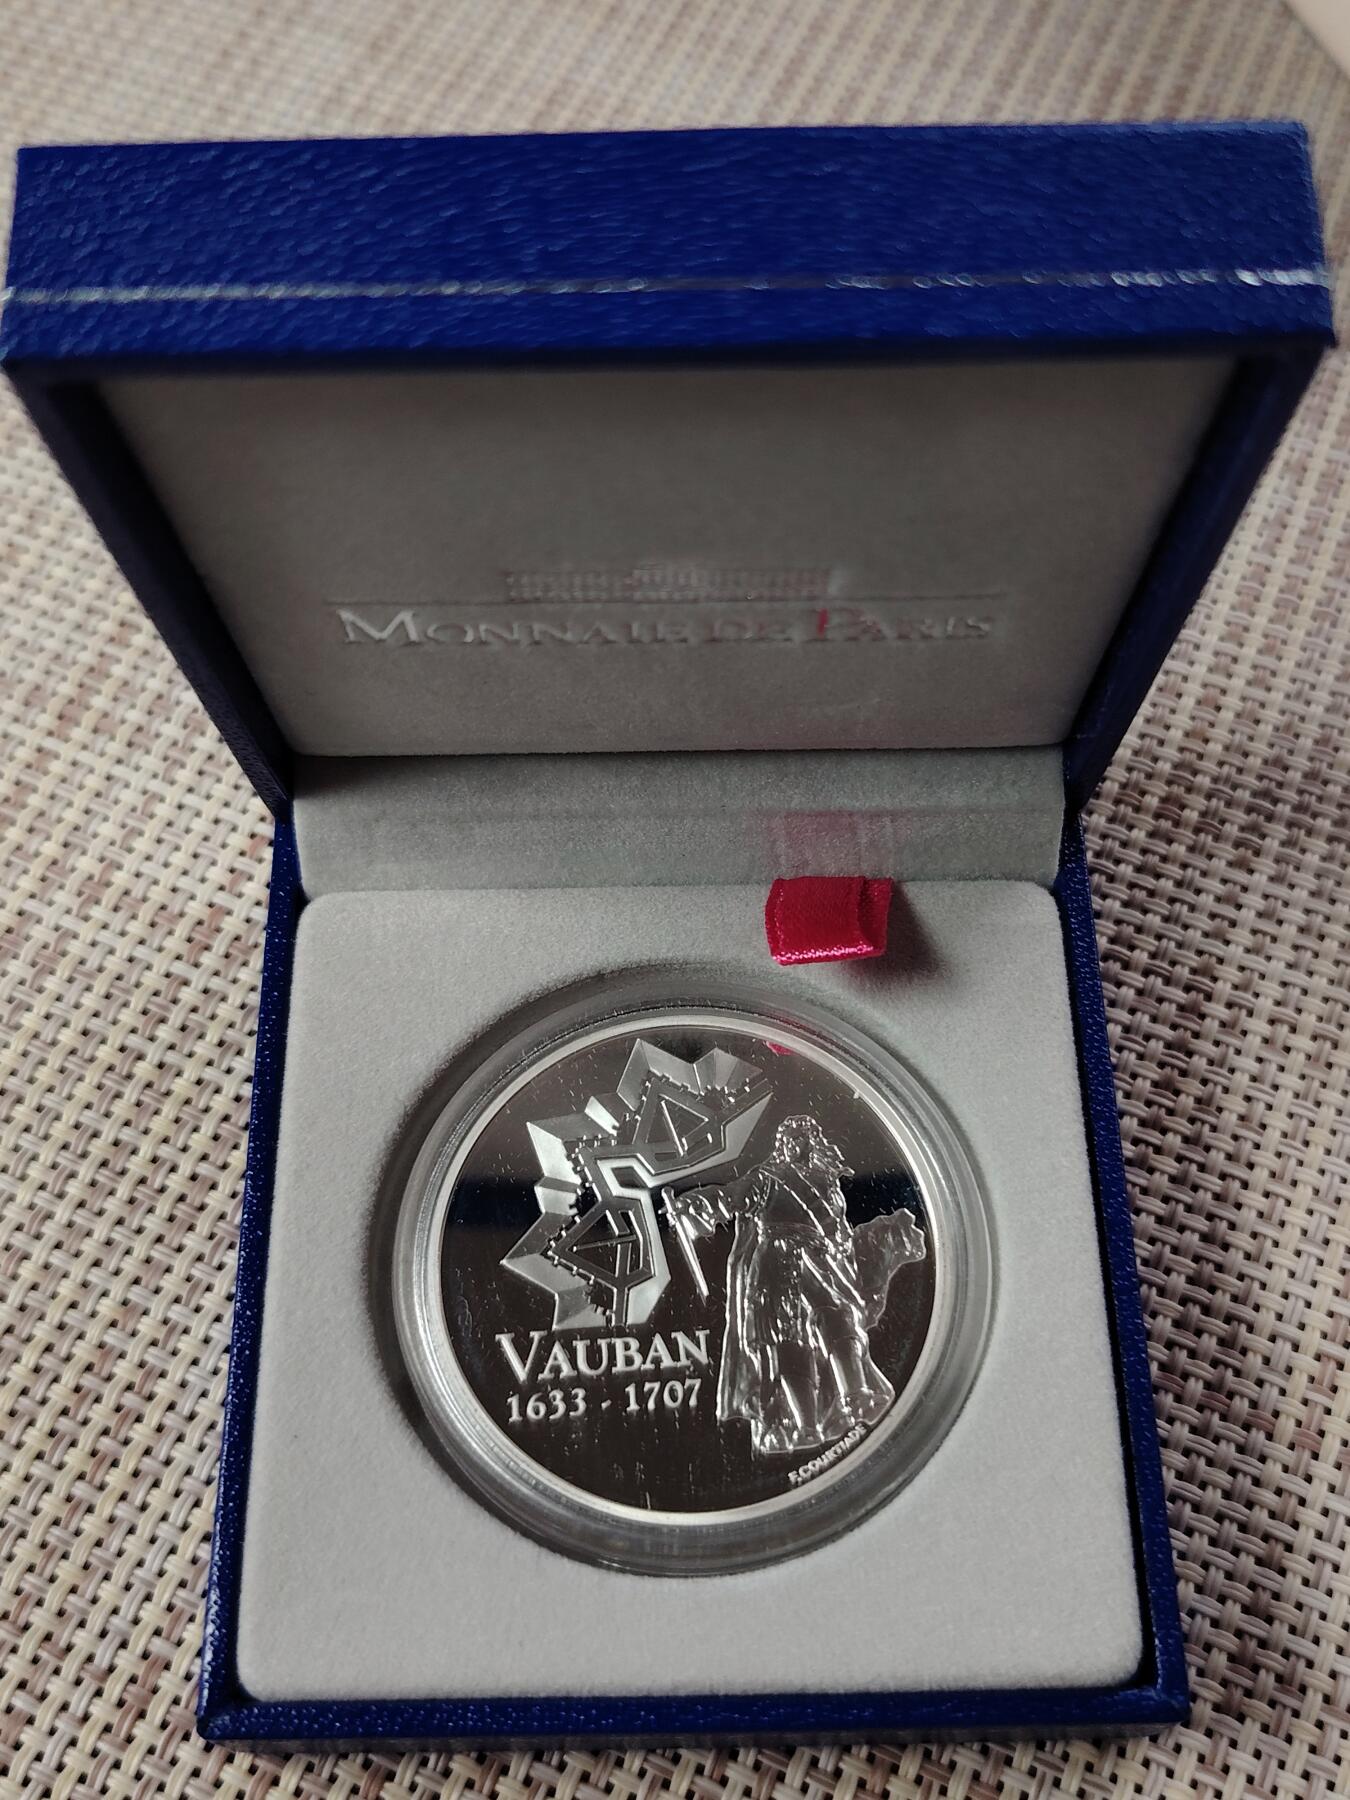 MONNAIE DE PARIS
VAUBAN
1633 - 1707
F.COURTIADE